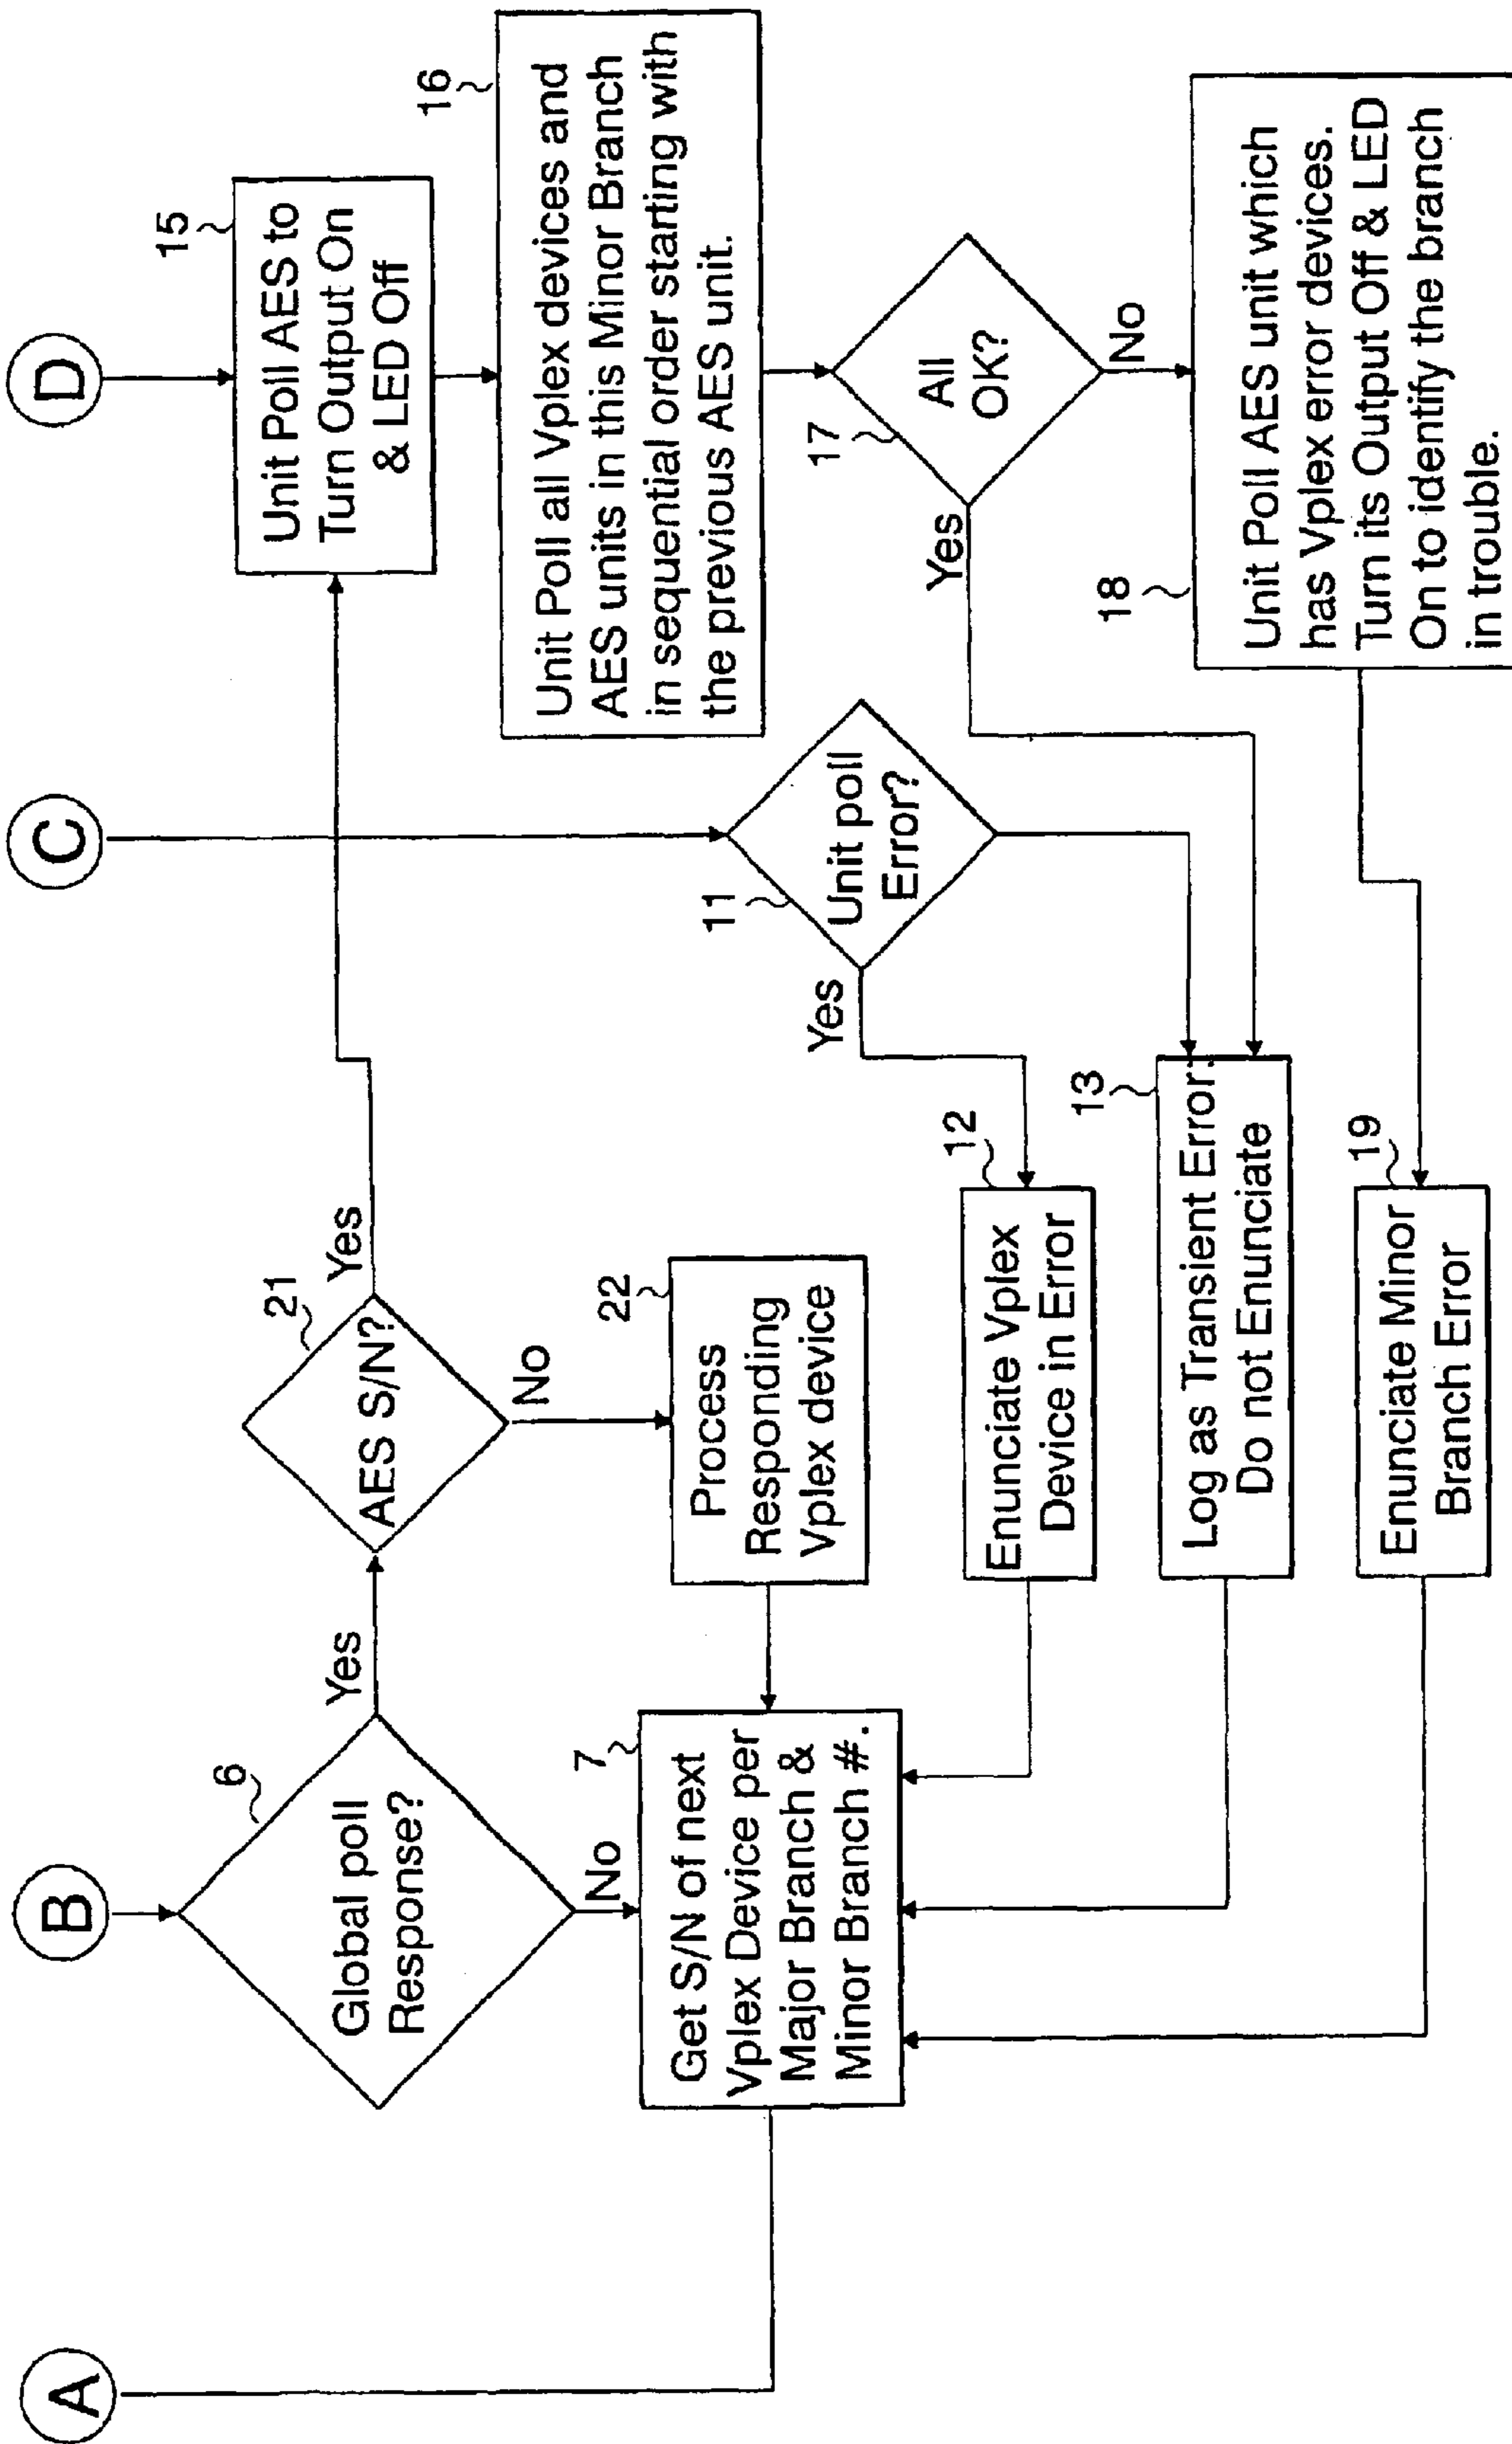 A
B
C
D
6
Global poll
Response?
Yes
No
21
AES S/N?
Yes
No
15
Unit Poll AES to
Turn Output On
& LED Off
7
Get S/N of next
Vplex Device per
Major Branch &
Minor Branch #.
22
Process
Responding
Vplex device
16
Unit Poll all Vplex devices and
AES units in this Minor Branch
in sequential order starting with
the previous AES unit.
11
Unit poll
Error?
Yes
17
All
OK?
Yes
No
12
Enunciate Vplex
Device in Error
13
Log as Transient Error.
Do not Enunciate
18
Unit Poll AES unit which
has Vplex error devices.
Turn its Output Off & LED
On to identify the branch
in trouble.
19
Enunciate Minor
Branch Error